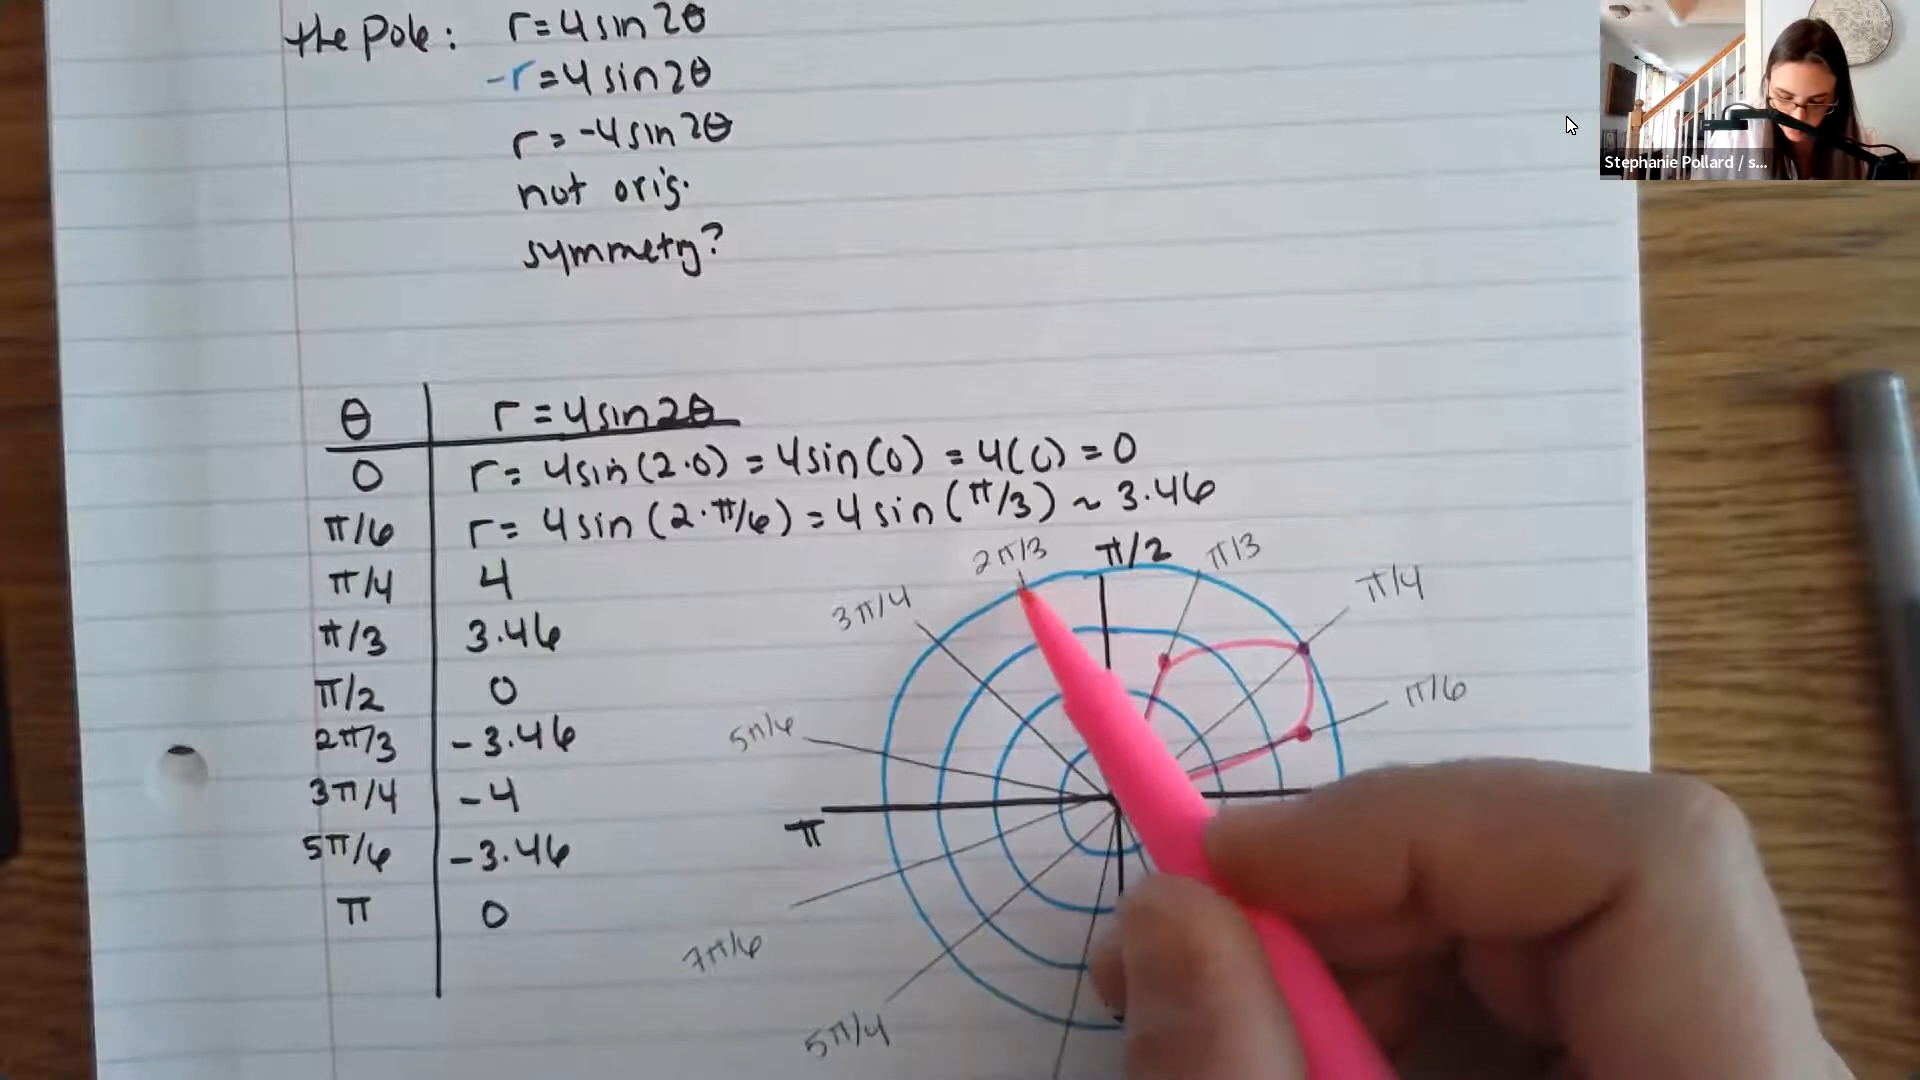 the Pole: r=4sin2θ
-r=4sin2θ
r=-4sin2θ
not orig.
symmetry?
θ r=4sin2θ
0 r=4sin(2·0)=4sin(0)=4(0)=0
π/6 r=4sin(2·π/6)=4sin(π/3)~3.46
π/4 4
π/3 3.46
π/2 0
2π/3 -3.46
3π/4 -4
5π/6 -3.46
π 0
2π/3 π/2 π/3
3π/4 π/4
5π/6 π/6
π
7π/6
5π/4
Stephanie Pollard / s...